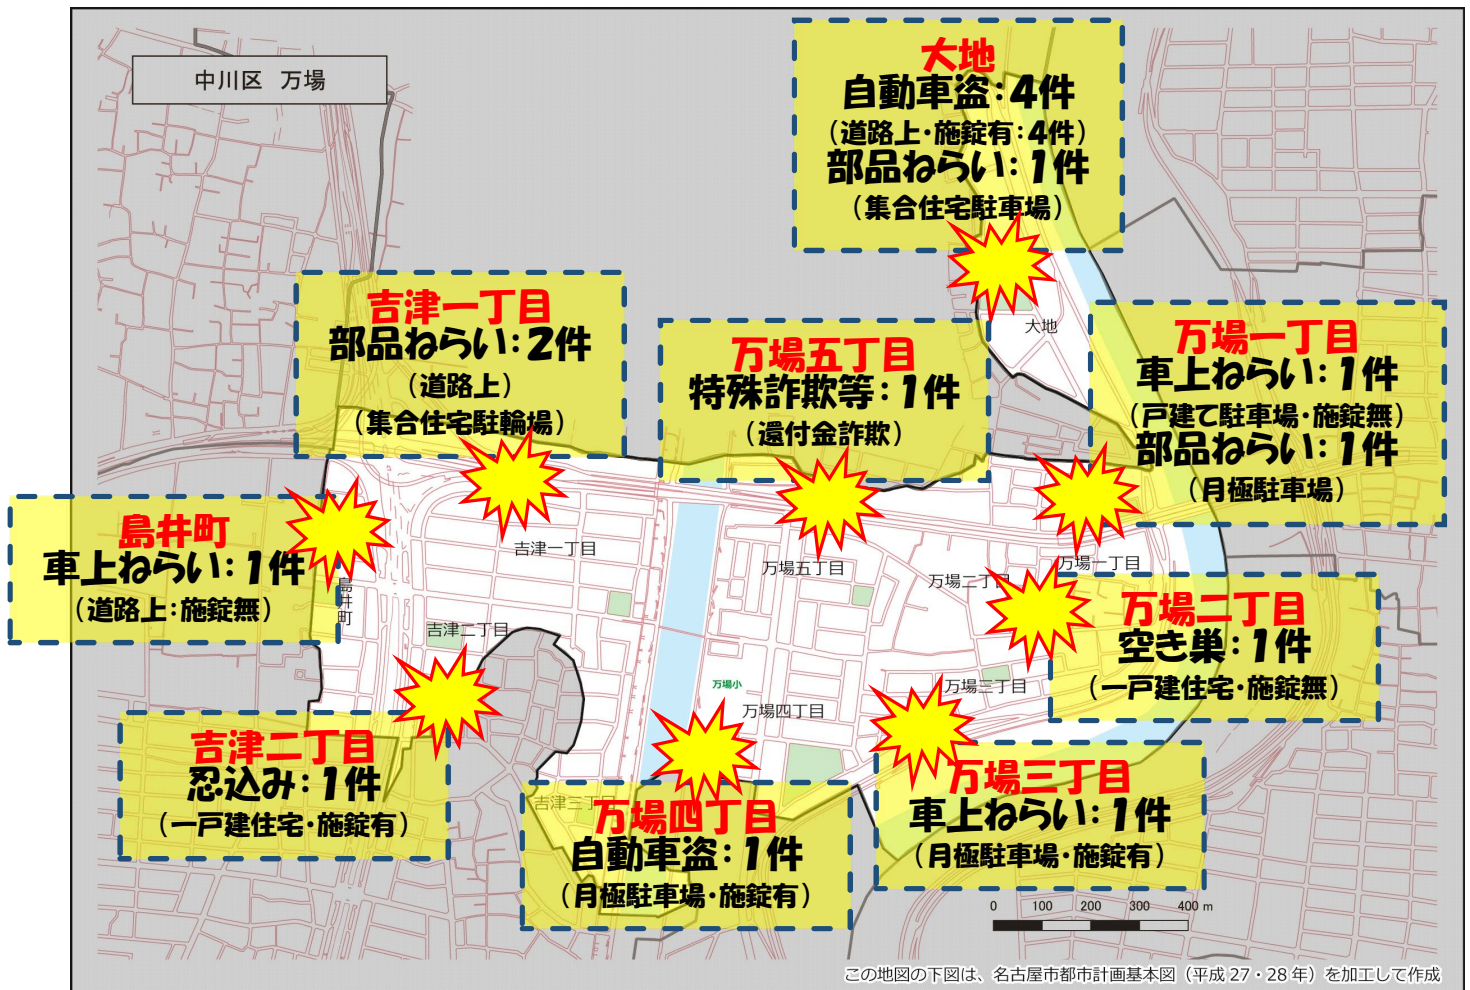 中川区 万場
大地
自動車盗：4件
（道路上・施錠有：4件）
部品ねらい：1件
（集合住宅駐車場）
吉津一丁目
部品ねらい：2件
（道路上）
（集合住宅駐輪場）
万場五丁目
特殊詐欺等：1件
（還付金詐欺）
万場一丁目
車上ねらい：1件
（戸建て駐車場・施錠無）
部品ねらい：1件
（月極駐車場）
島井町
車上ねらい：1件
（道路上：施錠無）
万場二丁目
空き巣：1件
（一戸建住宅・施錠無）
吉津二丁目
忍込み：1件
（一戸建住宅・施錠有）
万場四丁目
自動車盗：1件
（月極駐車場・施錠有）
万場三丁目
車上ねらい：1件
（月極駐車場・施錠有）
大地
吉津一丁目
万場五丁目
万場二丁目
万場一丁目
島井町
吉津二丁目
万場小
万場三丁目
万場四丁目
吉津三丁目
0 100 200 300 400 m
この地図の下図は、名古屋市都市計画基本図（平成 27・28 年）を加工して作成